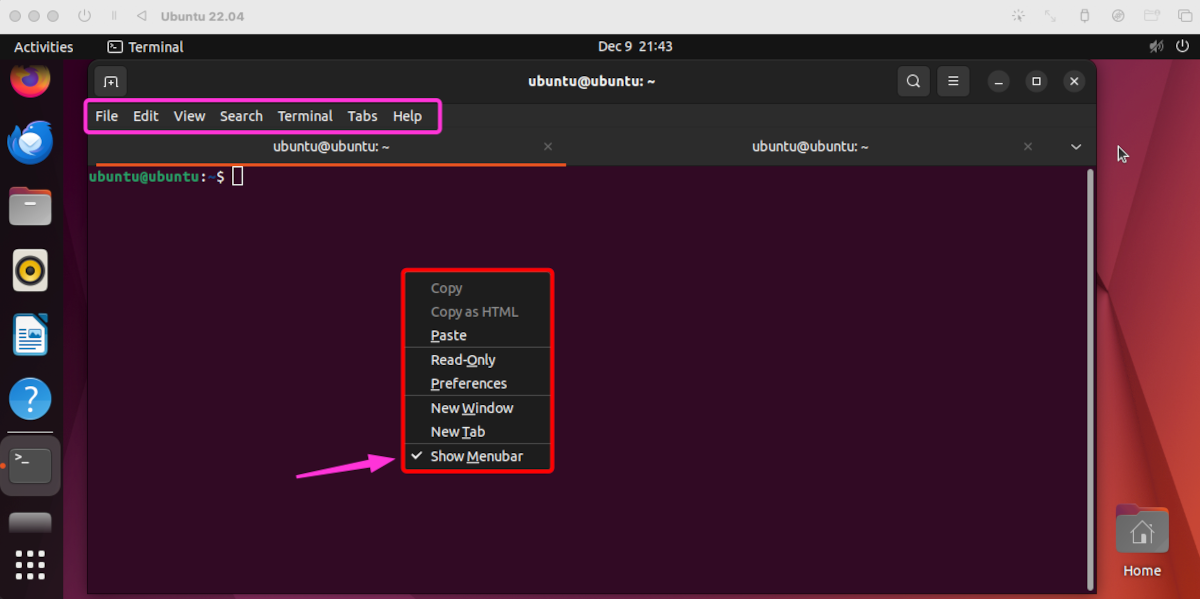 Ubuntu 22.04
Activities Terminal Dec 9 21:43
ubuntu@ubuntu: ~
File Edit View Search Terminal Tabs Help
ubuntu@ubuntu: ~ ubuntu@ubuntu: ~
ubuntu@ubuntu:~$
Copy
Copy as HTML
Paste
Read-Only
Preferences
New Window
New Tab
Show Menubar
Home